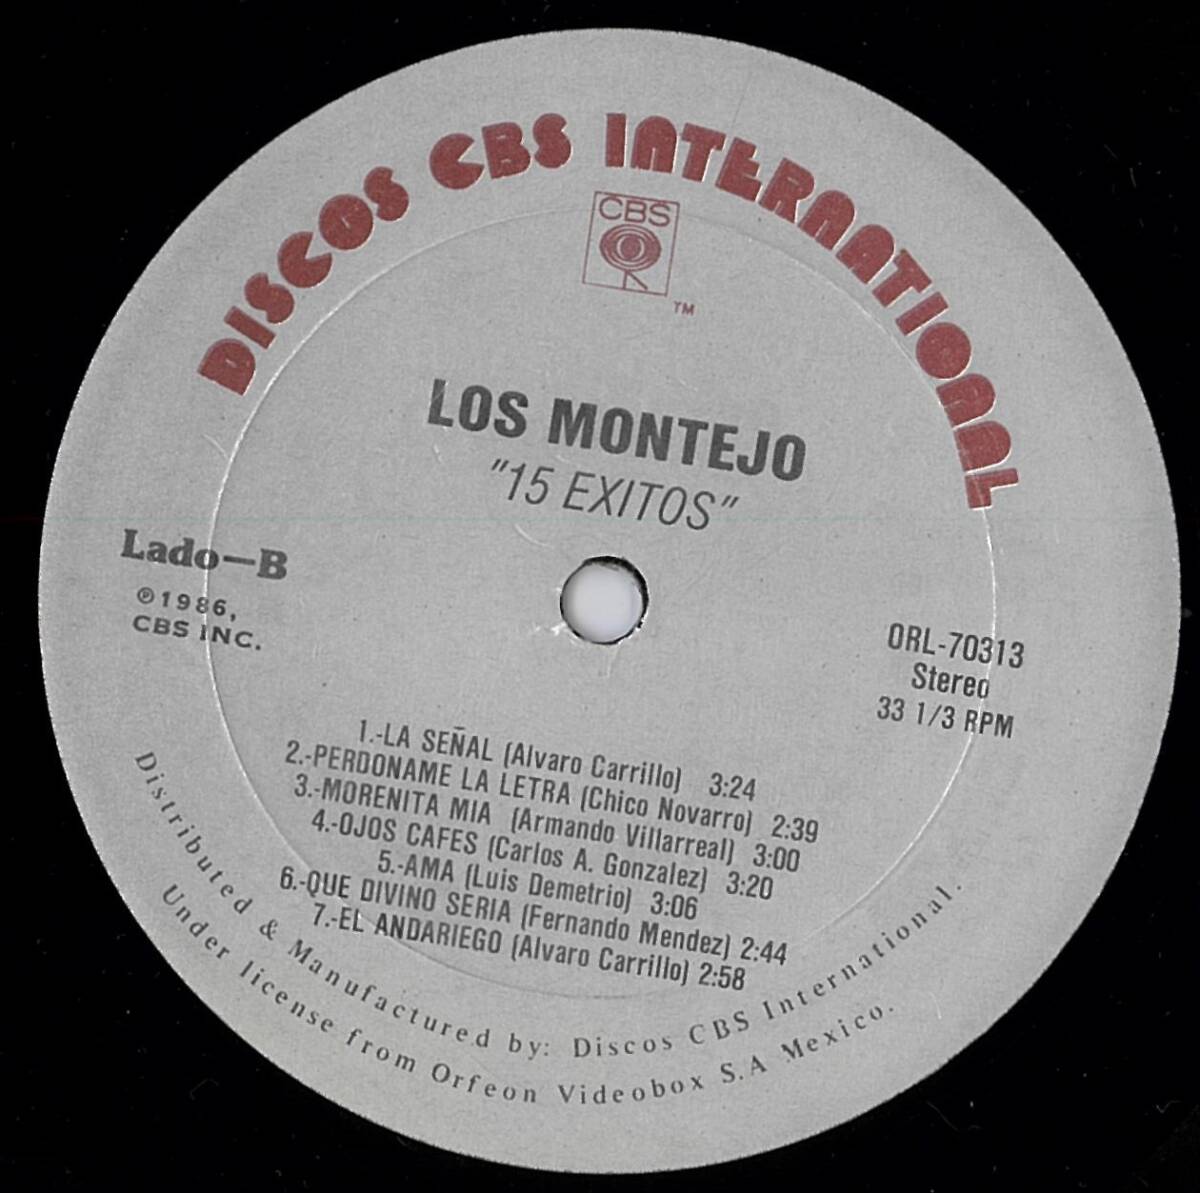 DISCOS CBS INTERNATIONAL
CBS
TM
LOS MONTEJO
"15 EXITOS"
Lado—B
℗1986,
CBS INC.
ORL-70313
Stereo
33 1/3 RPM
1.-LA SEÑAL (Alvaro Carrillo) 3:24
2.-PERDONAME LA LETRA (Chico Novarro) 2:39
3.-MORENITA MIA (Armando Villarreal) 3:00
4.-OJOS CAFES (Carlos A. Gonzalez) 3:20
5.-AMA (Luis Demetrio) 3:06
6.-QUE DIVINO SERIA (Fernando Mendez) 2:44
7.-EL ANDARIEGO (Alvaro Carrillo) 2:58
Distributed & Manufactured by: Discos CBS International.
Under license from Orfeon Videobox S.A Mexico.